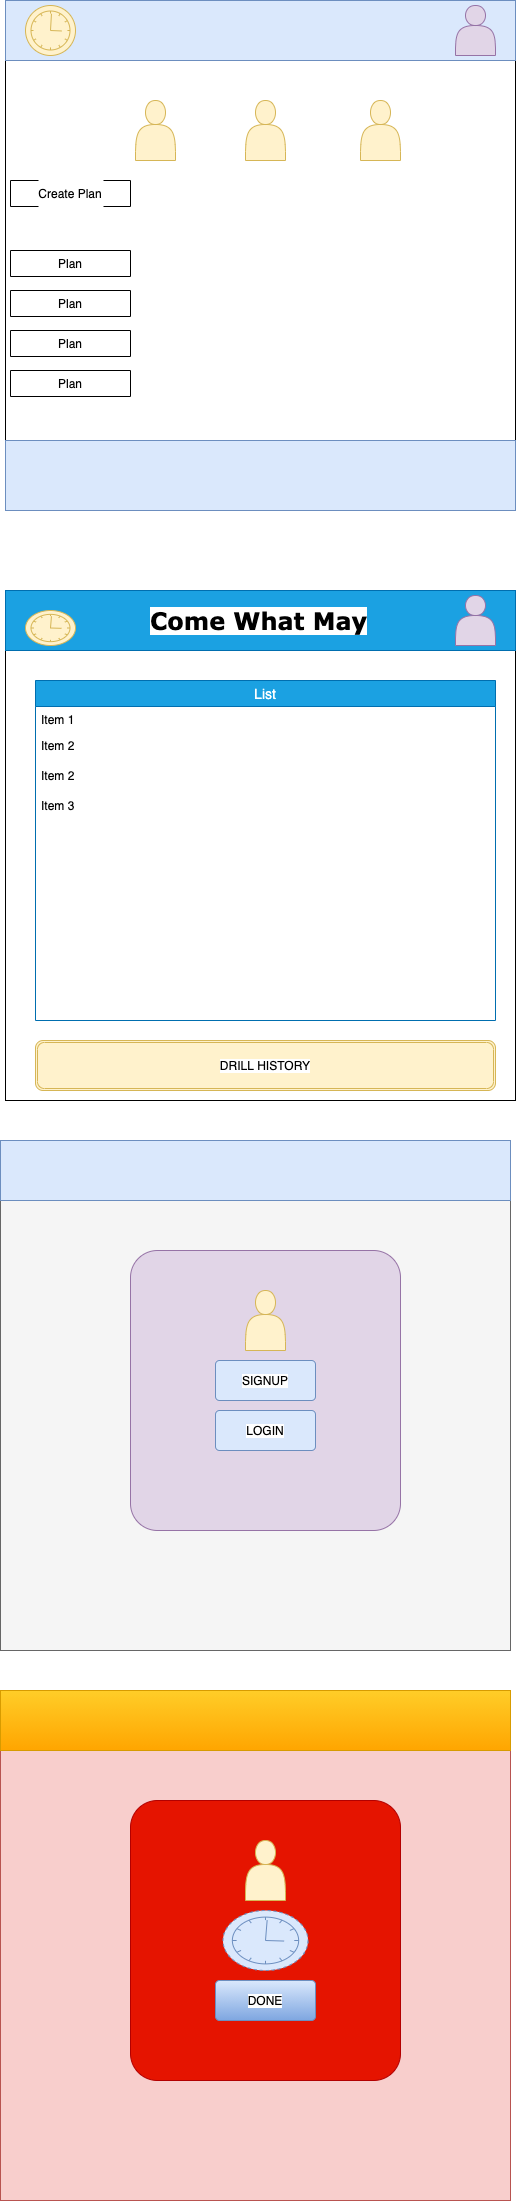 Create Plan
Plan
Plan
Plan
Plan
Come What May
List
Item 1
Item 2
Item 2
Item 3
DRILL HISTORY
SIGNUP
LOGIN
DONE